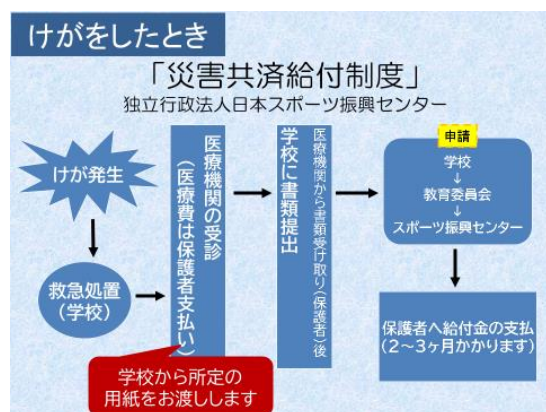 けがをしたとき
「災害共済給付制度」
独立行政法人日本スポーツ振興センター
けが発生
救急処置
(学校)
医療機関の受診
(医療費は保護者支払い)
学校から所定の
用紙をお渡しします
医療機関から書類受け取り(保護者)後
学校に書類提出
申請
学校
↓
教育委員会
↓
スポーツ振興センター
保護者へ給付金の支払
(2~3ヶ月かかります)